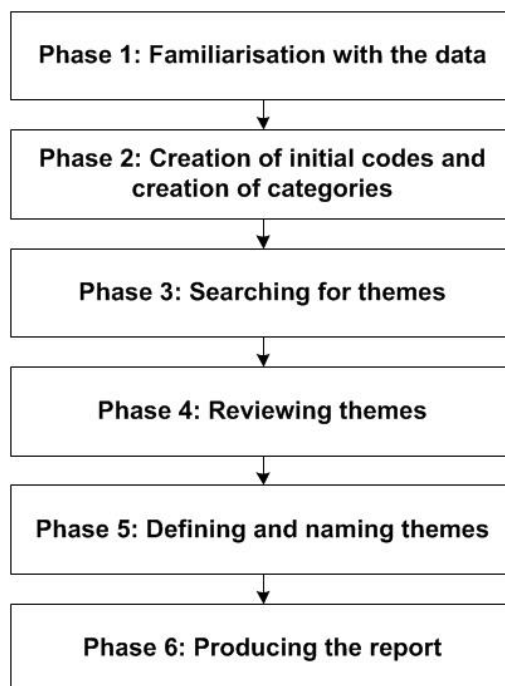 Phase 1: Familiarisation with the data
Phase 2: Creation of initial codes and
creation of categories
Phase 3: Searching for themes
Phase 4: Reviewing themes
Phase 5: Defining and naming themes
Phase 6: Producing the report